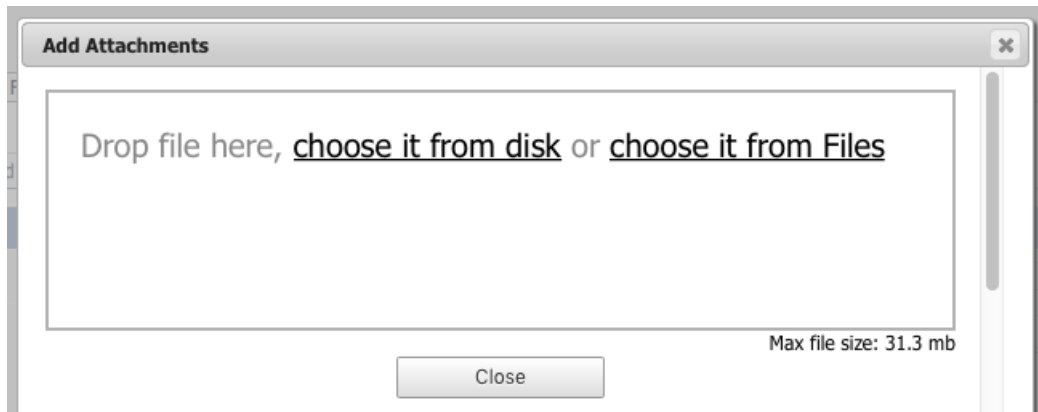 Add Attachments
Drop file here, choose it from disk or choose it from Files
Max file size: 31.3 mb
Close